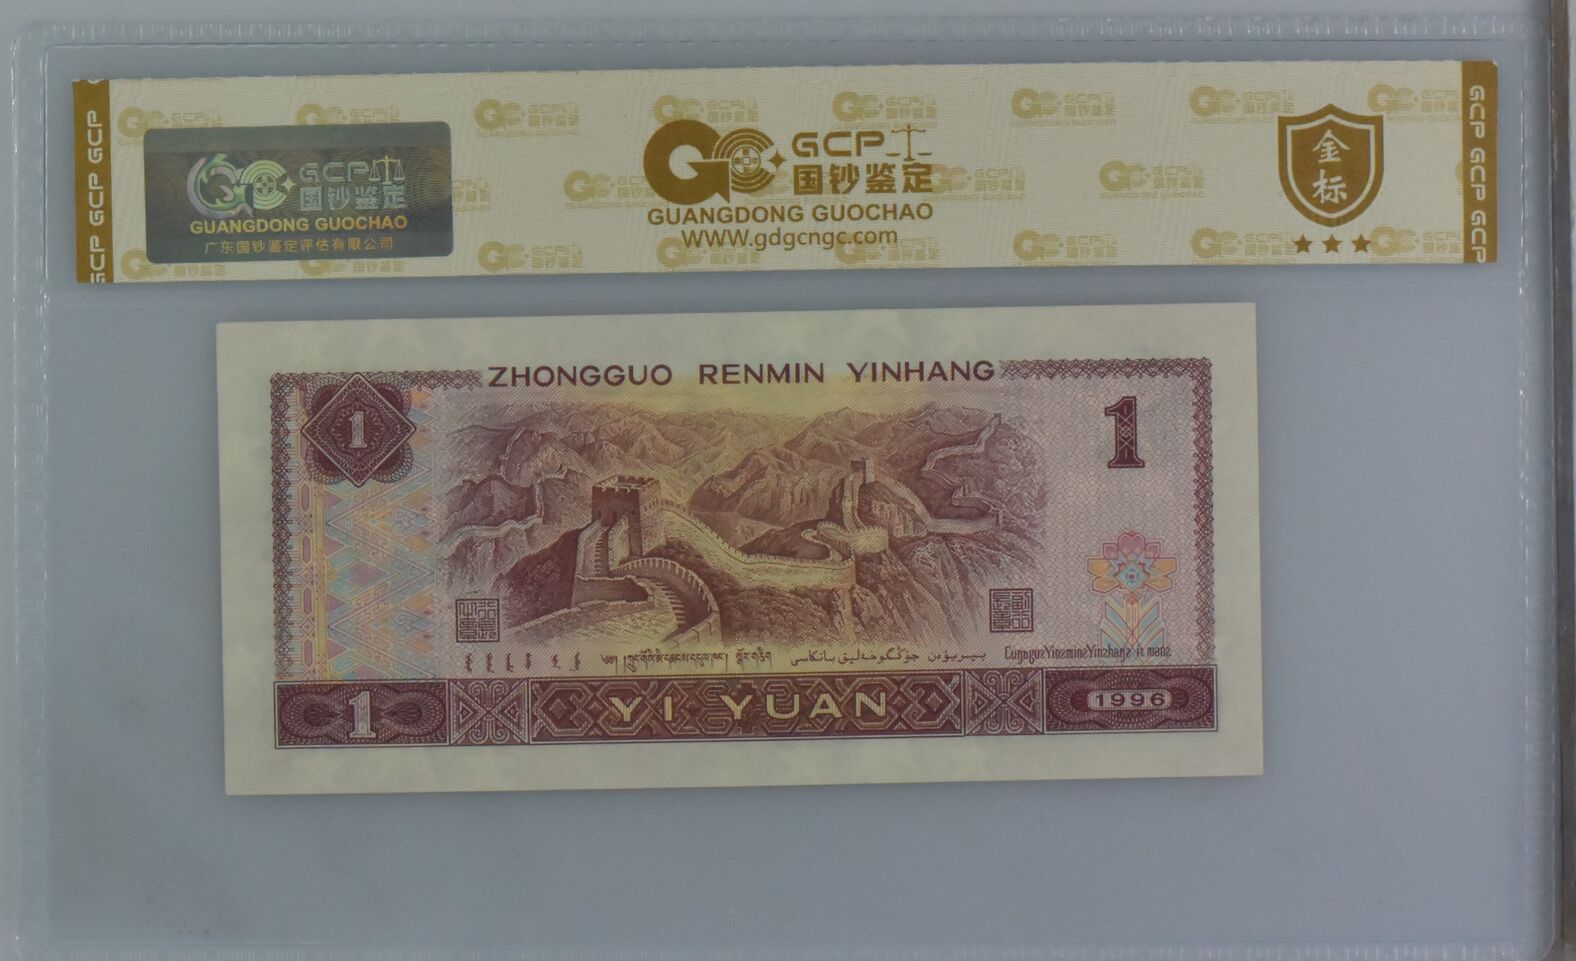 GCP GCP GCP
GCP
国钞鉴定
GUANGDONG GUOCHAO
广东国钞鉴定评估有限公司
GCP
国钞鉴定
GUANGDONG GUOCHAO
WWW.gdgcngc.com
金标
GCP GCP GCP
ZHONGGUO RENMIN YINHANG
1
1
1
YI YUAN
1996